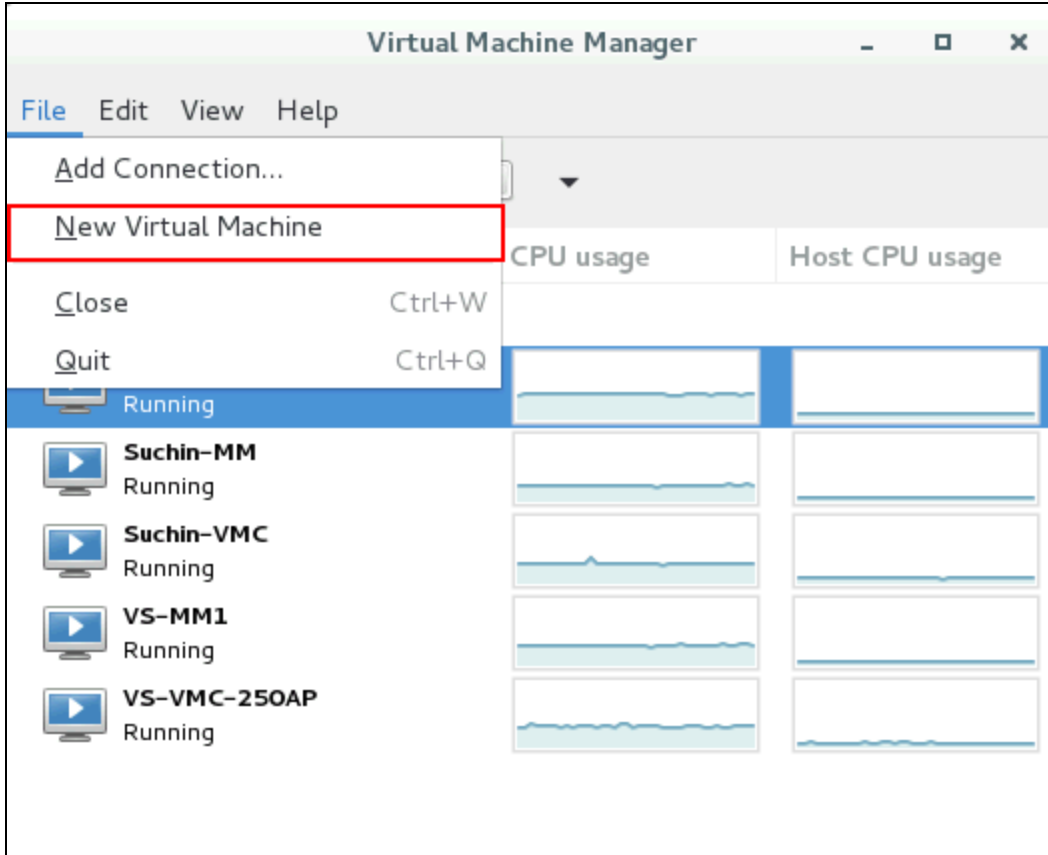 Virtual Machine Manager
File Edit View Help
Add Connection...
New Virtual Machine
CPU usage Host CPU usage
Close Ctrl+W
Quit Ctrl+Q
Running
Suchin-MM
Running
Suchin-VMC
Running
VS-MM1
Running
VS-VMC-250AP
Running